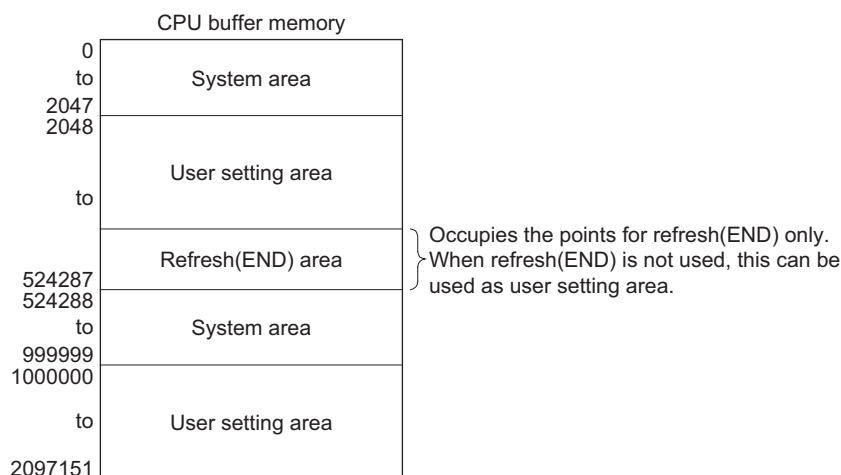 CPU buffer memory
0
to
System area
2047
2048
User setting area
to
Refresh(END) area
Occupies the points for refresh(END) only.
When refresh(END) is not used, this can be
used as user setting area.
524287
524288
to
System area
999999
1000000
to
User setting area
2097151